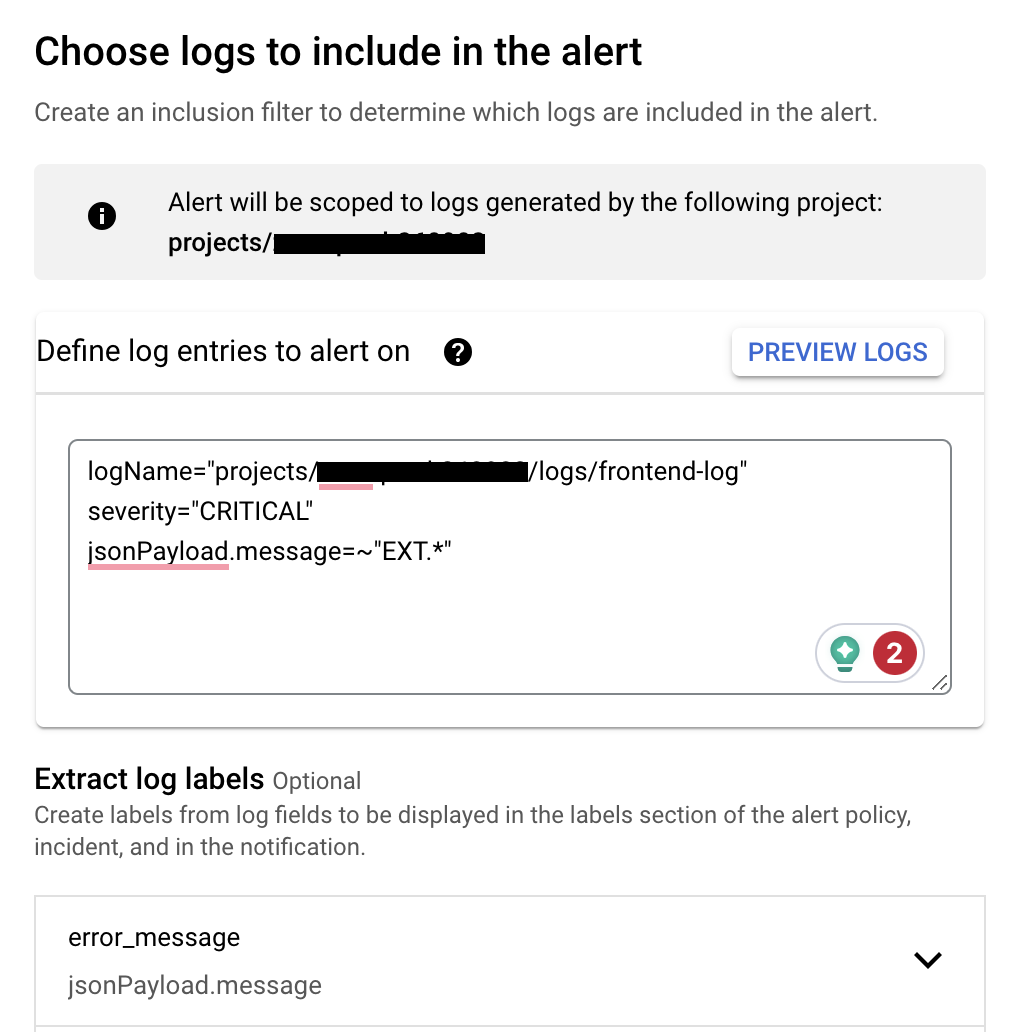 Choose logs to include in the alert
Create an inclusion filter to determine which logs are included in the alert.
Alert will be scoped to logs generated by the following project:
projects/
Define log entries to alert on
PREVIEW LOGS
logName="projects/ /logs/frontend-log"
severity="CRITICAL"
jsonPayload.message=~"EXT.*"
2
Extract log labels Optional
Create labels from log fields to be displayed in the labels section of the alert policy,
incident, and in the notification.
error_message
jsonPayload.message